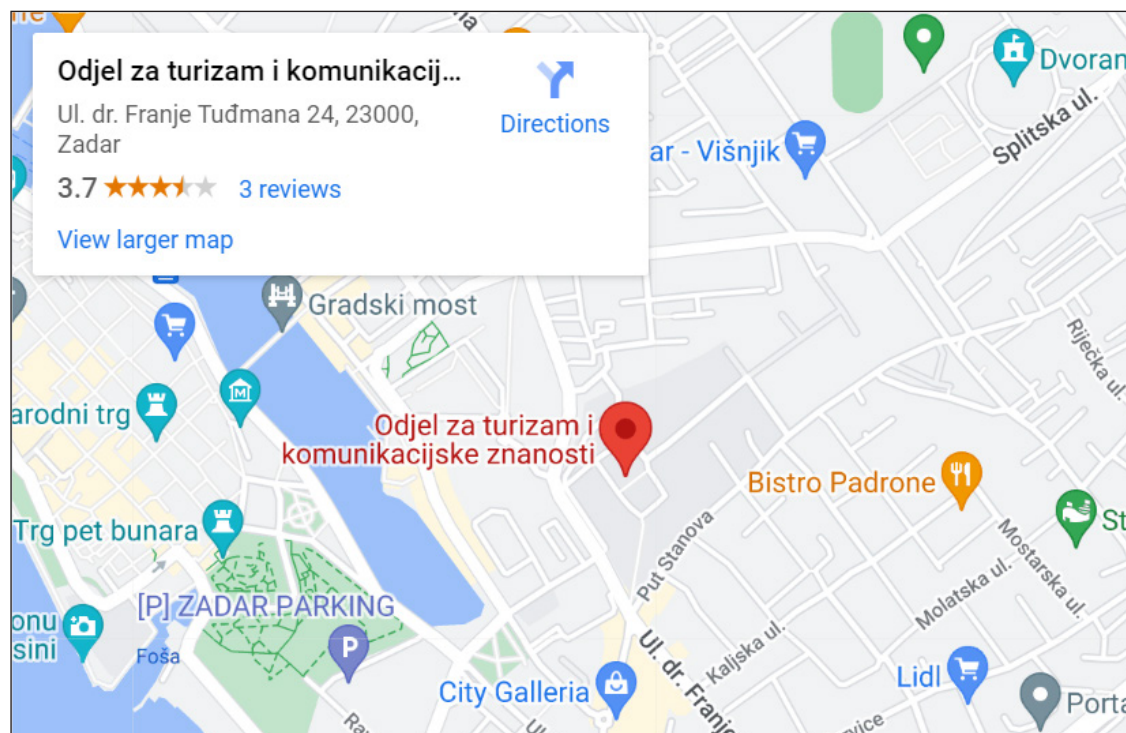 Odjel za turizam i komunikacij...
Directions
Ul. dr. Franje Tuđmana 24, 23000,
Zadar
3.7
3 reviews
View larger map
Dvoran
Splitska ul.
ar - Višnjik
Gradski most
Riječka ul.
M
arodni trg
Odjel za turizam i
komunikacijske znanosti
Bistro Padrone
St
Trg pet bunara
Put Stanova
Mostarska ul.
Molatska ul.
[P] ZADAR PARKING
P
onu
sini
Foša
Kaljska ul.
Ul. dr. Franje
City Galleria
Lidl
Porta